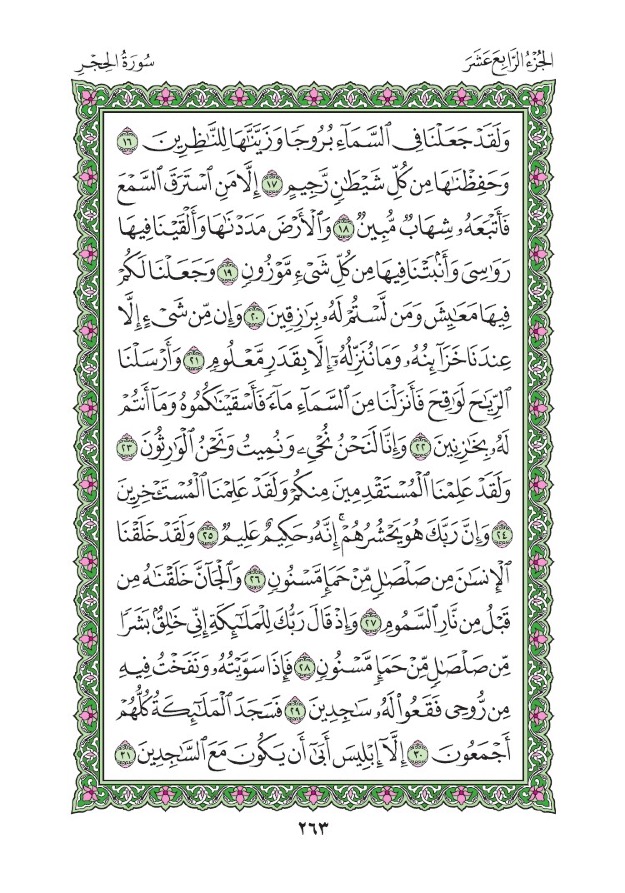 الجُزْءُ الرَّابِعَ عَشَرَ
سُورَةُ الحِجْرِ
وَلَقَدْ جَعَلْنَا فِي السَّمَآءِ بُرُوجًا وَزَيَّنَّٰهَا لِلنَّٰظِرِينَ ١٦
وَحَفِظْنَٰهَا مِن كُلِّ شَيْطَٰنٍ رَّجِيمٍ ١٧ إِلَّا مَنِ ٱسْتَرَقَ ٱلسَّمْعَ
فَأَتْبَعَهُۥ شِهَابٌ مُّبِينٌ ١٨ وَٱلْأَرْضَ مَدَدْنَٰهَا وَأَلْقَيْنَا فِيهَا
رَوَٰسِىَ وَأَنۢبَتْنَا فِيهَا مِن كُلِّ شَىْءٍ مَّوْزُونٍ ١٩ وَجَعَلْنَا لَكُمْ
فِيهَا مَعَٰيِشَ وَمَن لَّسْتُمْ لَهُۥ بِرَٰزِقِينَ ٢٠ وَإِن مِّن شَىْءٍ إِلَّا
عِندَنَا خَزَآئِنُهُۥ وَمَا نُنَزِّلُهُۥٓ إِلَّا بِقَدَرٍ مَّعْلُومٍ ٢١ وَأَرْسَلْنَا
ٱلرِّيَٰحَ لَوَٰقِحَ فَأَنزَلْنَا مِنَ ٱلسَّمَآءِ مَآءً فَأَسْقَيْنَٰكُمُوهُ وَمَآ أَنتُمْ
لَهُۥ بِخَٰزِنِينَ ٢٢ وَإِنَّا لَنَحْنُ نُحْىِۦ وَنُمِيتُ وَنَحْنُ ٱلْوَٰرِثُونَ ٢٣
وَلَقَدْ عَلِمْنَا ٱلْمُسْتَقْدِمِينَ مِنكُمْ وَلَقَدْ عَلِمْنَا ٱلْمُسْتَـْٔخِرِينَ
٢٤ وَإِنَّ رَبَّكَ هُوَ يَحْشُرُهُمْ ۚ إِنَّهُۥ حَكِيمٌ عَلِيمٌ ٢٥ وَلَقَدْ خَلَقْنَا
ٱلْإِنسَٰنَ مِن صَلْصَٰلٍ مِّنْ حَمَإٍ مَّسْنُونٍ ٢٦ وَٱلْجَآنَّ خَلَقْنَٰهُ مِن
قَبْلُ مِن نَّارِ ٱلسَّمُومِ ٢٧ وَإِذْ قَالَ رَبُّكَ لِلْمَلَٰٓئِكَةِ إِنِّى خَٰلِقٌۢ بَشَرًا
مِّن صَلْصَٰلٍ مِّنْ حَمَإٍ مَّسْنُونٍ ٢٨ فَإِذَا سَوَّيْتُهُۥ وَنَفَخْتُ فِيهِ
مِن رُّوحِى فَقَعُوا۟ لَهُۥ سَٰجِدِينَ ٢٩ فَسَجَدَ ٱلْمَلَٰٓئِكَةُ كُلُّهُمْ
أَجْمَعُونَ ٣٠ إِلَّآ إِبْلِيسَ أَبَىٰٓ أَن يَكُونَ مَعَ ٱلسَّٰجِدِينَ ٣١
٢٦٣